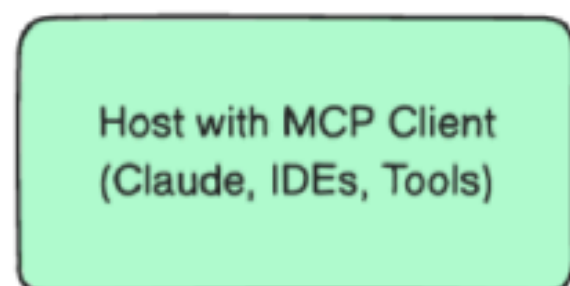 Host with MCP Client
(Claude, IDEs, Tools)